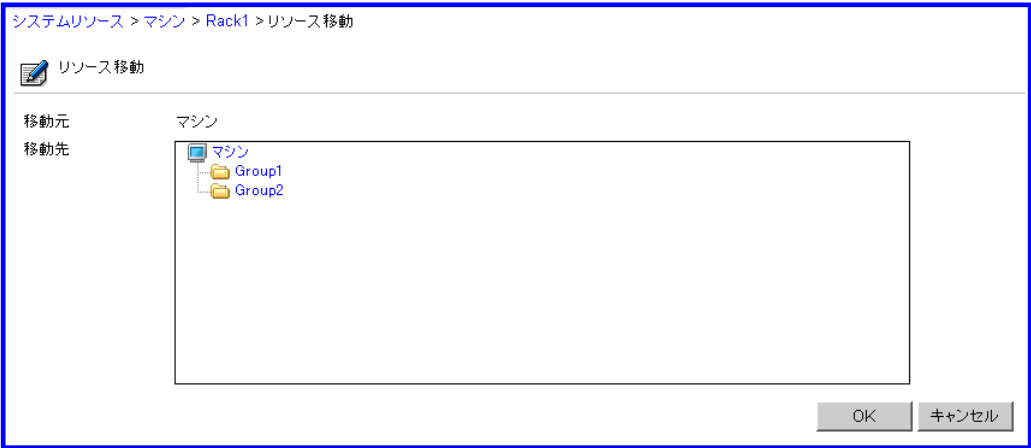 システムリソース > マシン > Rack1 >リソース移動
リソース移動
移動元 マシン
移動先
マシン
Group1
Group2
OK キャンセル